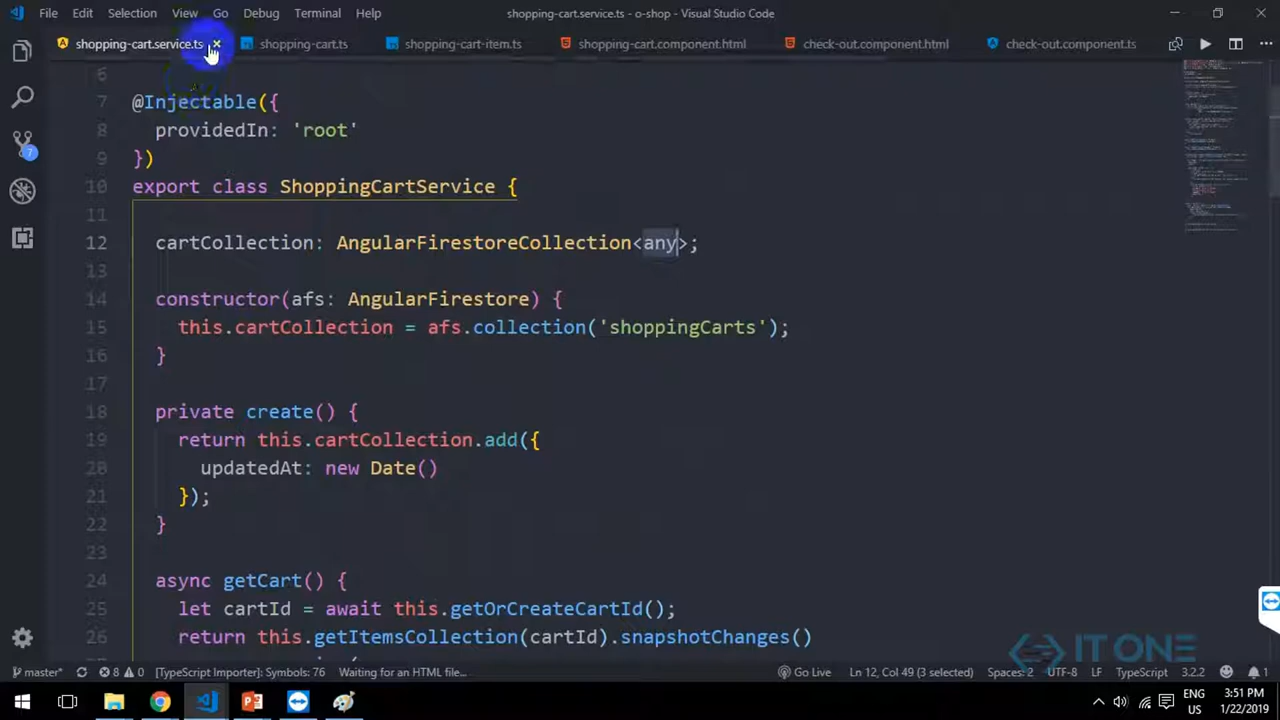 File Edit Selection View Go Debug Terminal Help
shopping-cart.service.ts - o-shop - Visual Studio Code
shopping-cart.service.ts shopping-cart.ts shopping-cart-item.ts shopping-cart.component.html check-out.component.html check-out.component.ts
6
7 @Injectable({
8 providedIn: 'root'
9 })
10 export class ShoppingCartService {
11
12 cartCollection: AngularFirestoreCollection<any>;
13
14 constructor(afs: AngularFirestore) {
15 this.cartCollection = afs.collection('shoppingCarts');
16 }
17
18 private create() {
19 return this.cartCollection.add({
20 updatedAt: new Date()
21 });
22 }
23
24 async getCart() {
25 let cartId = await this.getOrCreateCartId();
26 return this.getItemsCollection(cartId).snapshotChanges()
7
IT ONE
master* 8 0 [TypeScript Importer]: Symbols: 76 Waiting for an HTML file... Go Live Ln 12, Col 49 (3 selected) Spaces: 2 UTF-8 LF TypeScript 3.2.2 1
ENG
US
3:51 PM
1/22/2019